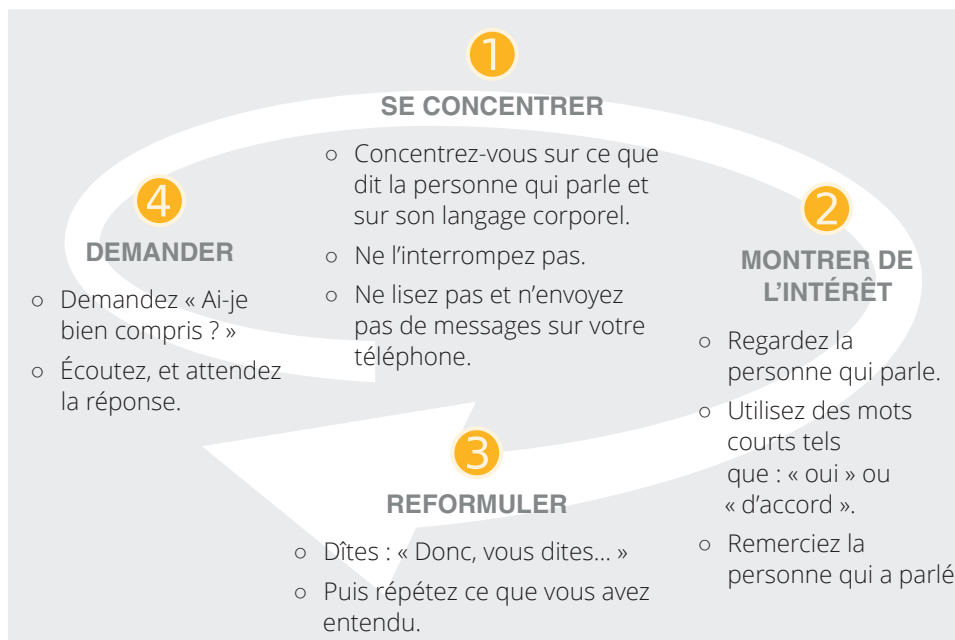 1
SE CONCENTRER
○ Concentrez-vous sur ce que
dit la personne qui parle et
sur son langage corporel.
○ Ne l'interrompez pas.
○ Ne lisez pas et n'envoyez
pas de messages sur votre
téléphone.
2
MONTRER DE
L'INTÉRÊT
○ Regardez la
personne qui parle.
○ Utilisez des mots
courts tels
que : « oui » ou
« d'accord ».
○ Remerciez la
personne qui a parlé
3
REFORMULER
○ Dîtes : « Donc, vous dites... »
○ Puis répétez ce que vous avez
entendu.
4
DEMANDER
○ Demandez « Ai-je
bien compris ? »
○ Écoutez, et attendez
la réponse.